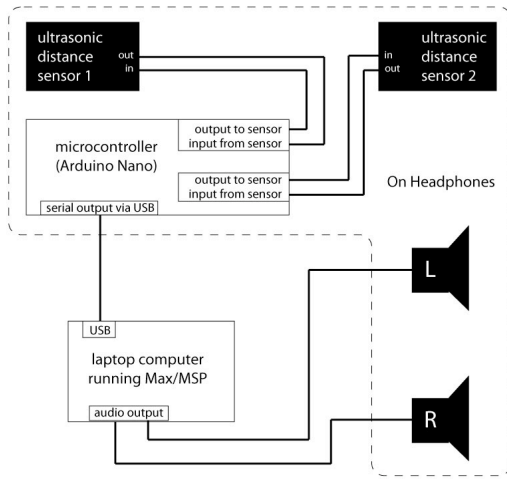 ultrasonic
distance
sensor 1
out
in
ultrasonic
distance
sensor 2
in
out
microcontroller
(Arduino Nano)
output to sensor
input from sensor
output to sensor
input from sensor
serial output via USB
On Headphones
L
USB
laptop computer
running Max/MSP
audio output
R